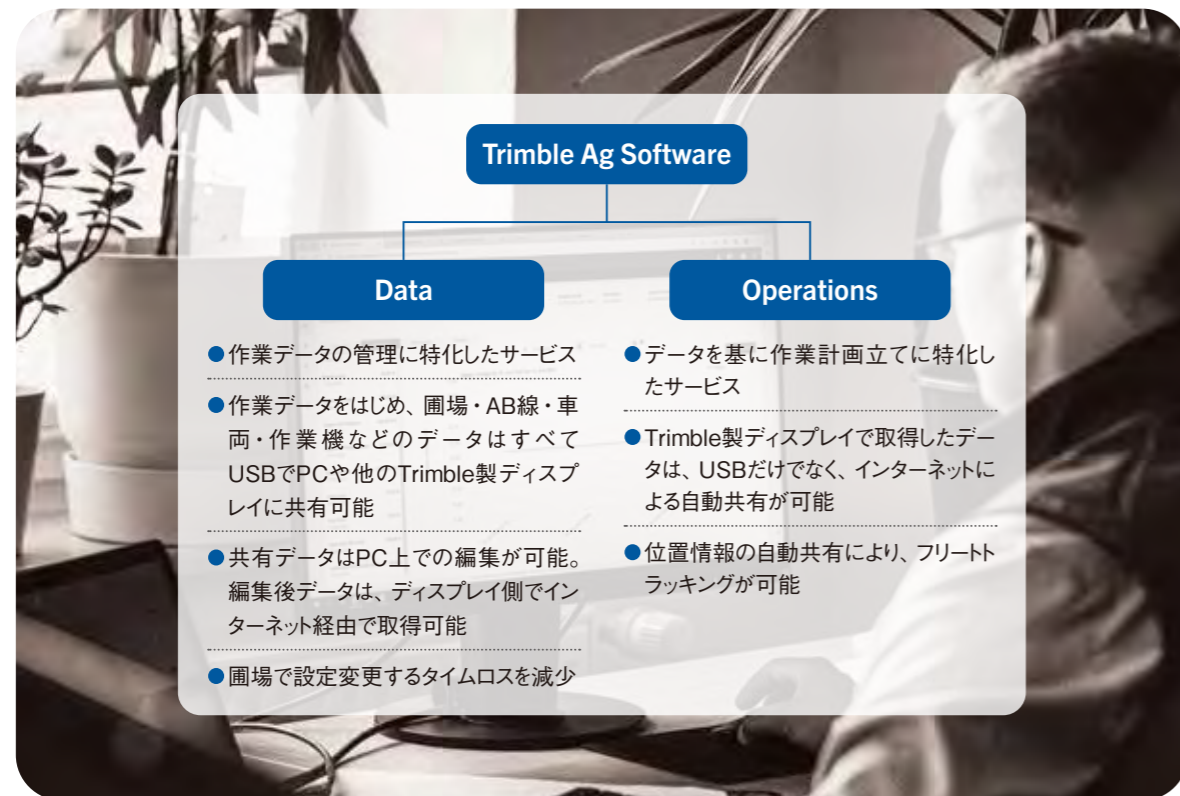 Trimble Ag Software
Data
●作業データの管理に特化したサービス
●作業データをはじめ、圃場・AB線・車
両・作業機などのデータはすべて
USBでPCや他のTrimble製ディスプ
レイに共有可能
●共有データはPC上での編集が可能。
編集後データは、ディスプレイ側でイン
ターネット経由で取得可能
●圃場で設定変更するタイムロスを減少
Operations
●データを基に作業計画立てに特化し
たサービス
●Trimble製ディスプレイで取得したデー
タは、USBだけでなく、インターネットに
よる自動共有が可能
●位置情報の自動共有により、フリートト
ラッキングが可能